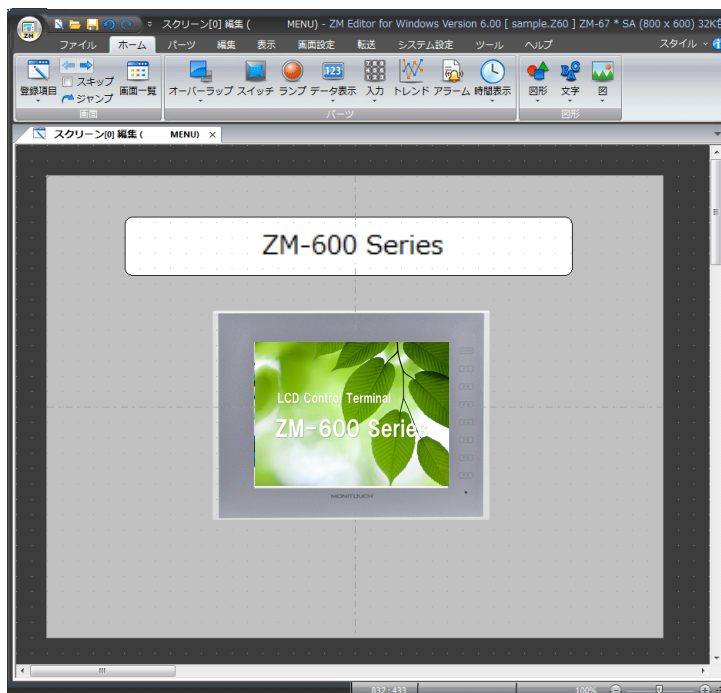 スクリーン[0] 編集 ( MENU) - ZM Editor for Windows Version 6.00 [ sample.Z60 ] ZM-67 * SA (800 x 600) 32K色
ファイル ホーム パーツ 編集 表示 画面設定 転送 システム設定 ツール ヘルプ スタイル
登録項目 スキップ ジャンプ 画面一覧 オーバーラップ スイッチ ランプ データ表示 123 入力 トレンド アラーム 時間表示 図形 文字 図
画面 パーツ 図形
スクリーン[0] 編集 ( MENU) ×
ZM-600 Series
LCD Control Terminal
ZM-600 Series
MONITOUCH
832 : 433 100%